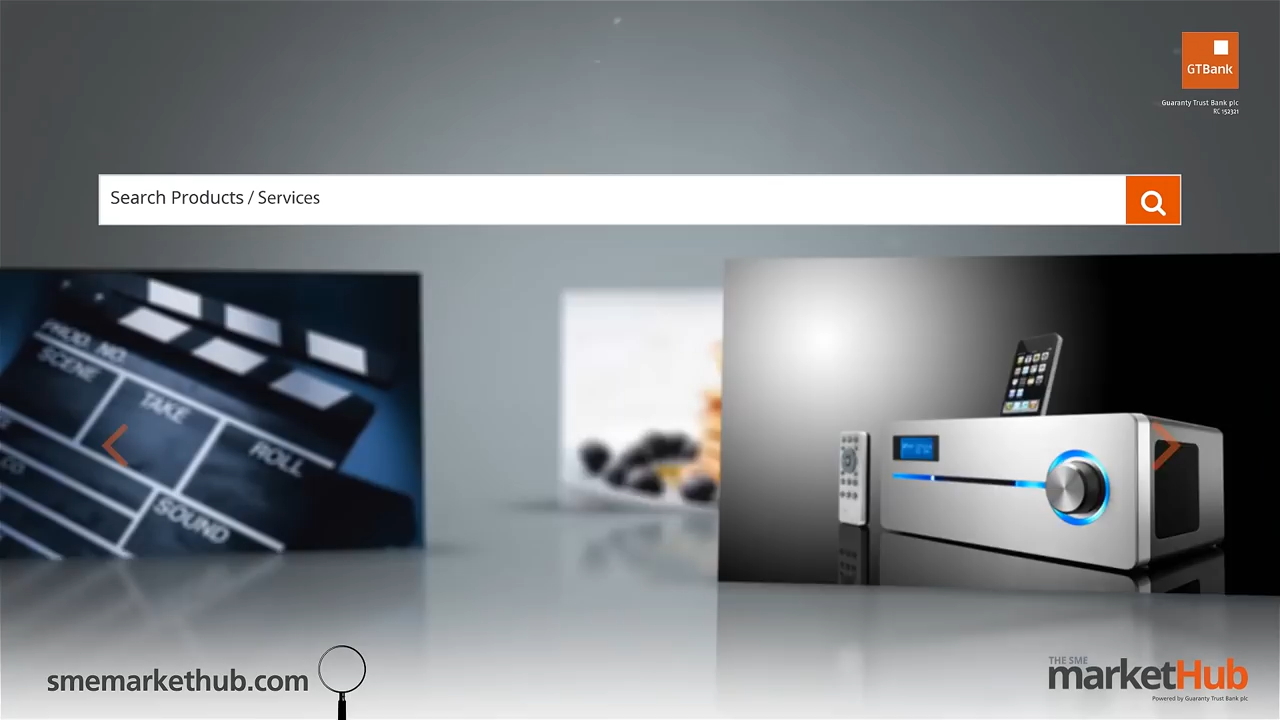 GTBank
Guaranty Trust Bank plc
RC 152321
Search Products / Services
PROD. NO.
SCENE
TAKE
ROLL
SOUND
smemarkethub.com
THE SME
marketHub
Powered by Guaranty Trust Bank plc